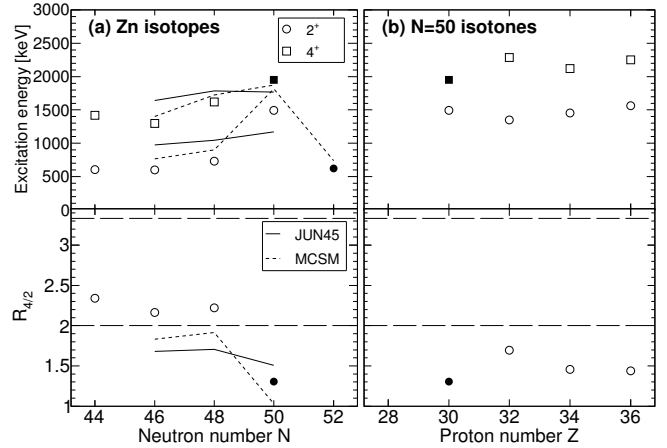 (a) Zn isotopes
2+
4+
(b) N=50 isotones
Excitation energy [keV]
3000
2500
2000
1500
1000
500
0
JUN45
MCSM
R4/2
3
2.5
2
1.5
1
44 46 48 50 52
Neutron number N
28 30 32 34 36
Proton number Z